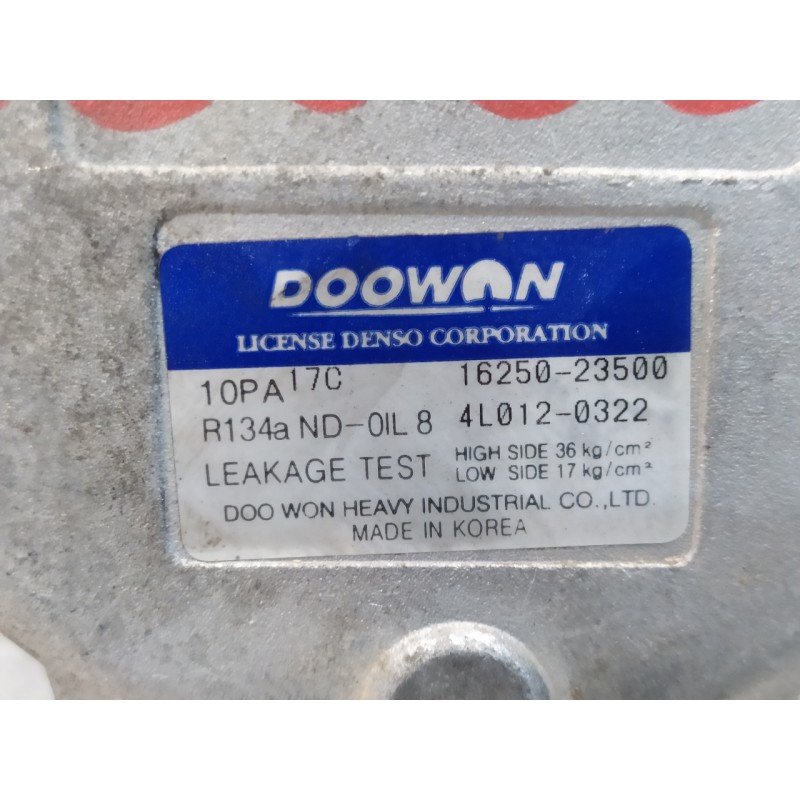 DOOWON
LICENSE DENSO CORPORATION
10PA17C 16250-23500
R134a ND-OIL 8 4L012-0322
LEAKAGE TEST HIGH SIDE 36 kg/cm²
LOW SIDE 17 kg/cm²
DOO WON HEAVY INDUSTRIAL CO.,LTD.
MADE IN KOREA